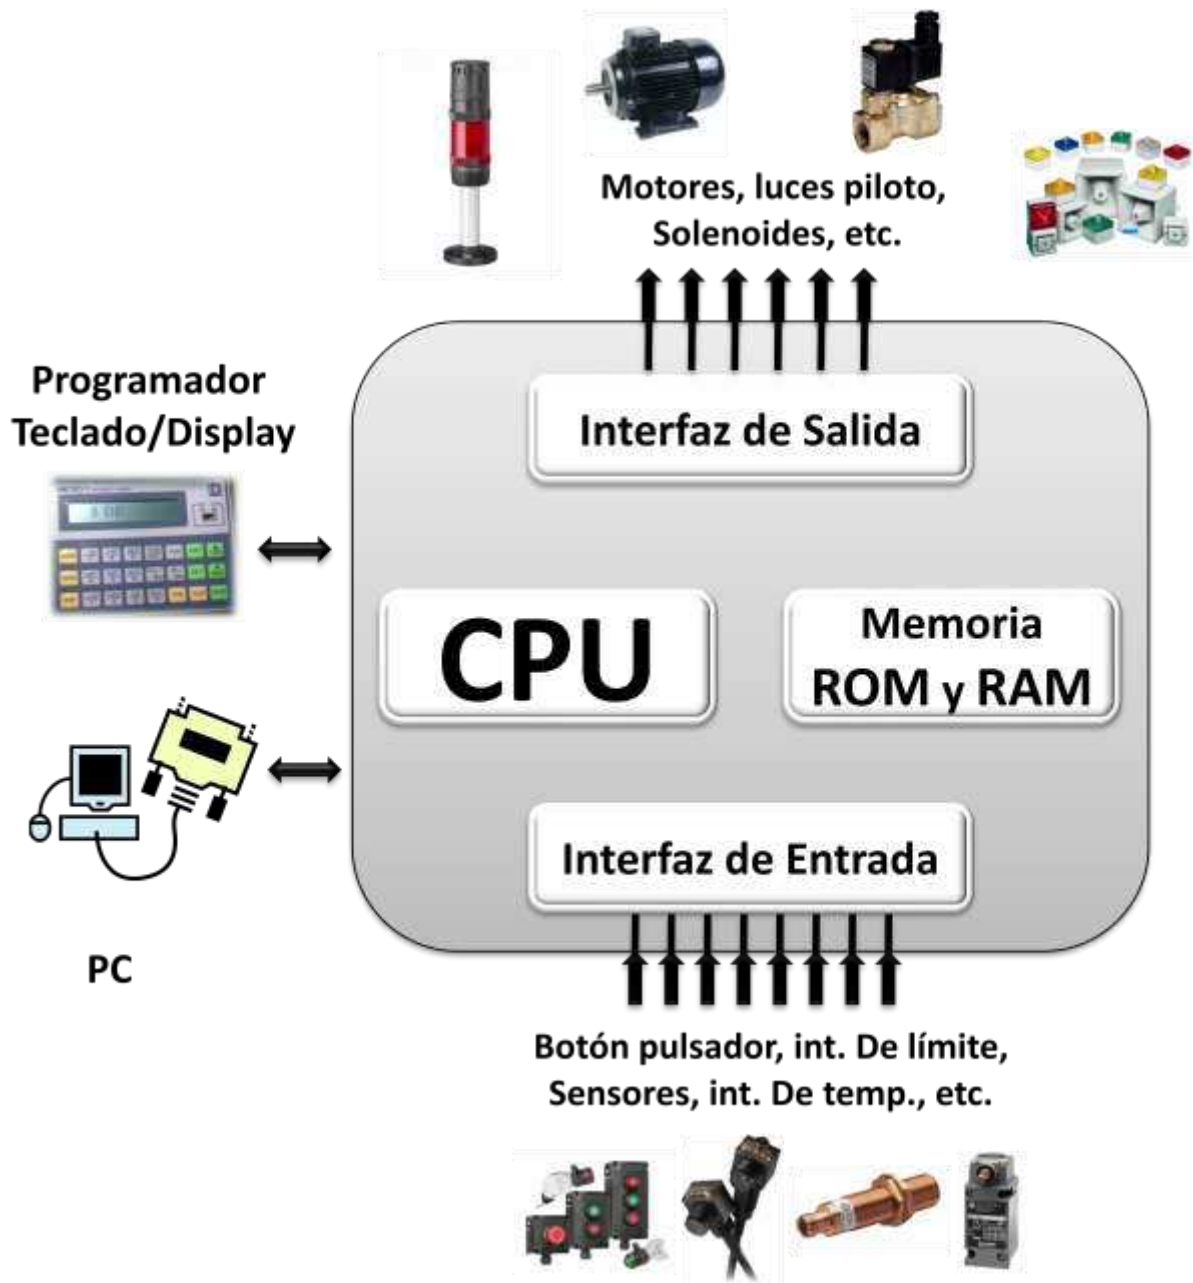 Motores, luces piloto,
Solenoides, etc.
Programador
Teclado/Display
Interfaz de Salida
CPU
Memoria
ROM y RAM
Interfaz de Entrada
PC
Botón pulsador, int. De límite,
Sensores, int. De temp., etc.